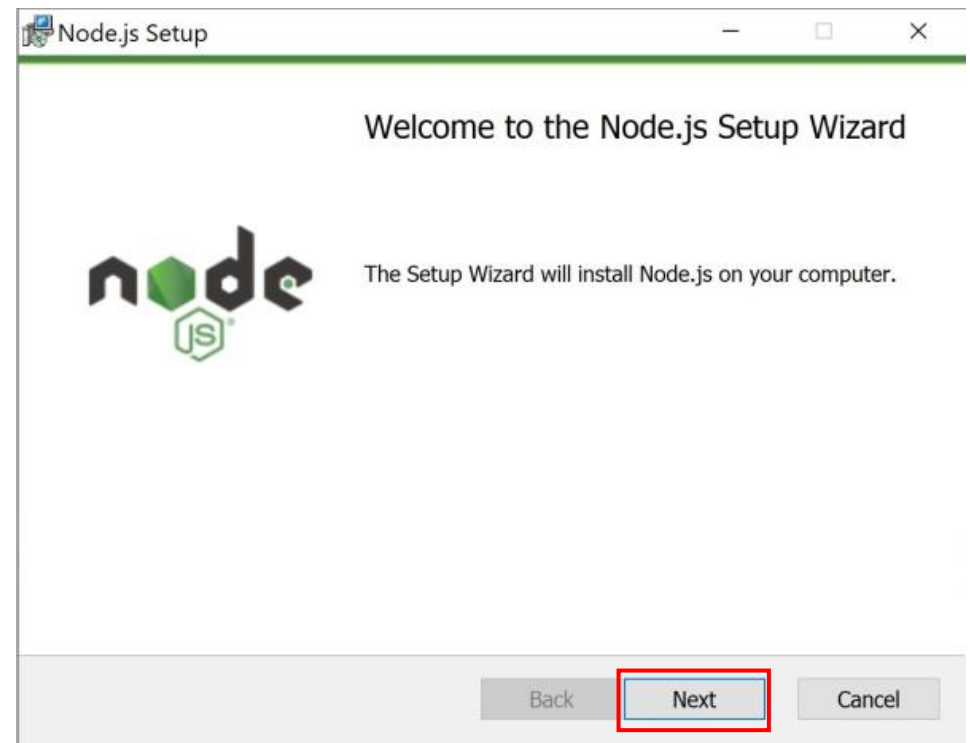 Node.js Setup
Welcome to the Node.js Setup Wizard
node
JS
The Setup Wizard will install Node.js on your computer.
Back Next Cancel